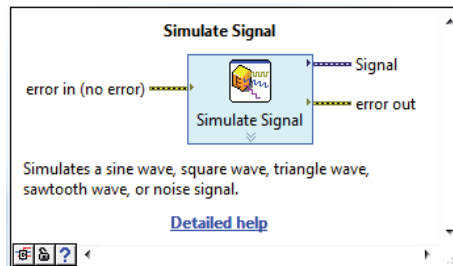 Simulate Signal
error in (no error)
Signal
error out
Simulate Signal
Simulates a sine wave, square wave, triangle wave,
sawtooth wave, or noise signal.
Detailed help
?